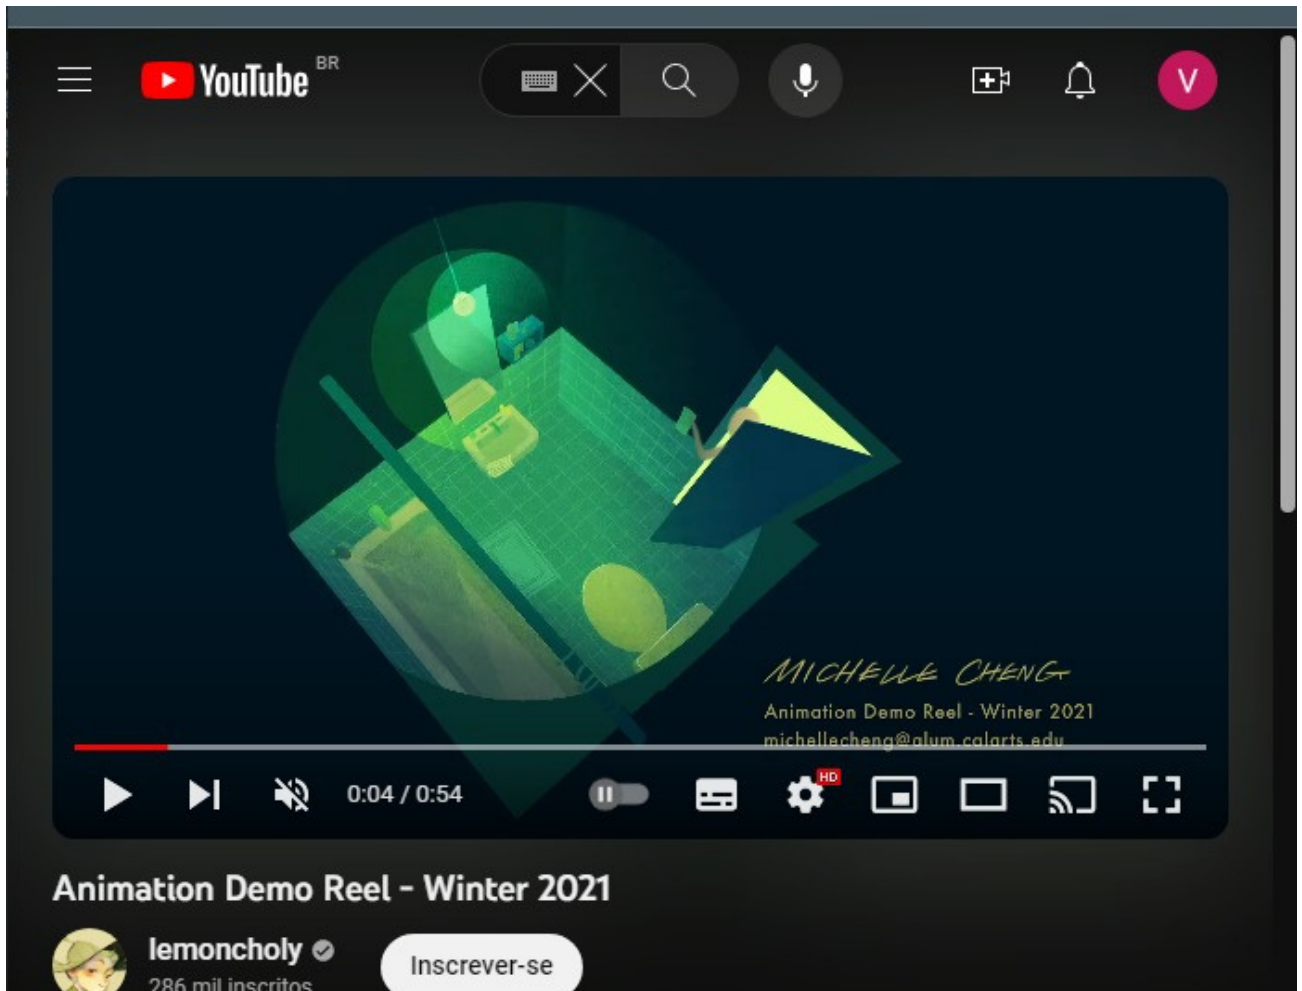 YouTube BR
V
MICHELLE CHENG
Animation Demo Reel - Winter 2021
michellecheng@alum.calarts.edu
0:04 / 0:54
HD
Animation Demo Reel - Winter 2021
lemoncholy
Inscrever-se
286 mil inscritos